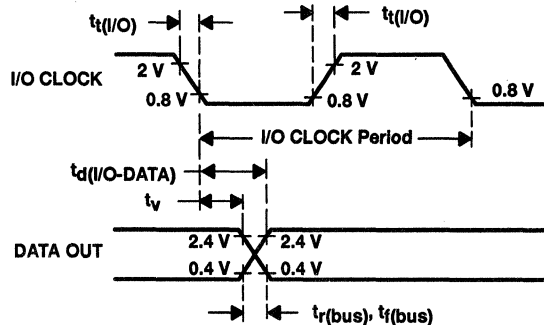 tt(I/O)
tt(I/O)
2 V
2 V
I/O CLOCK
0.8 V
0.8 V
0.8 V
I/O CLOCK Period
td(I/O-DATA)
tv
2.4 V
2.4 V
DATA OUT
0.4 V
0.4 V
tr(bus), tf(bus)